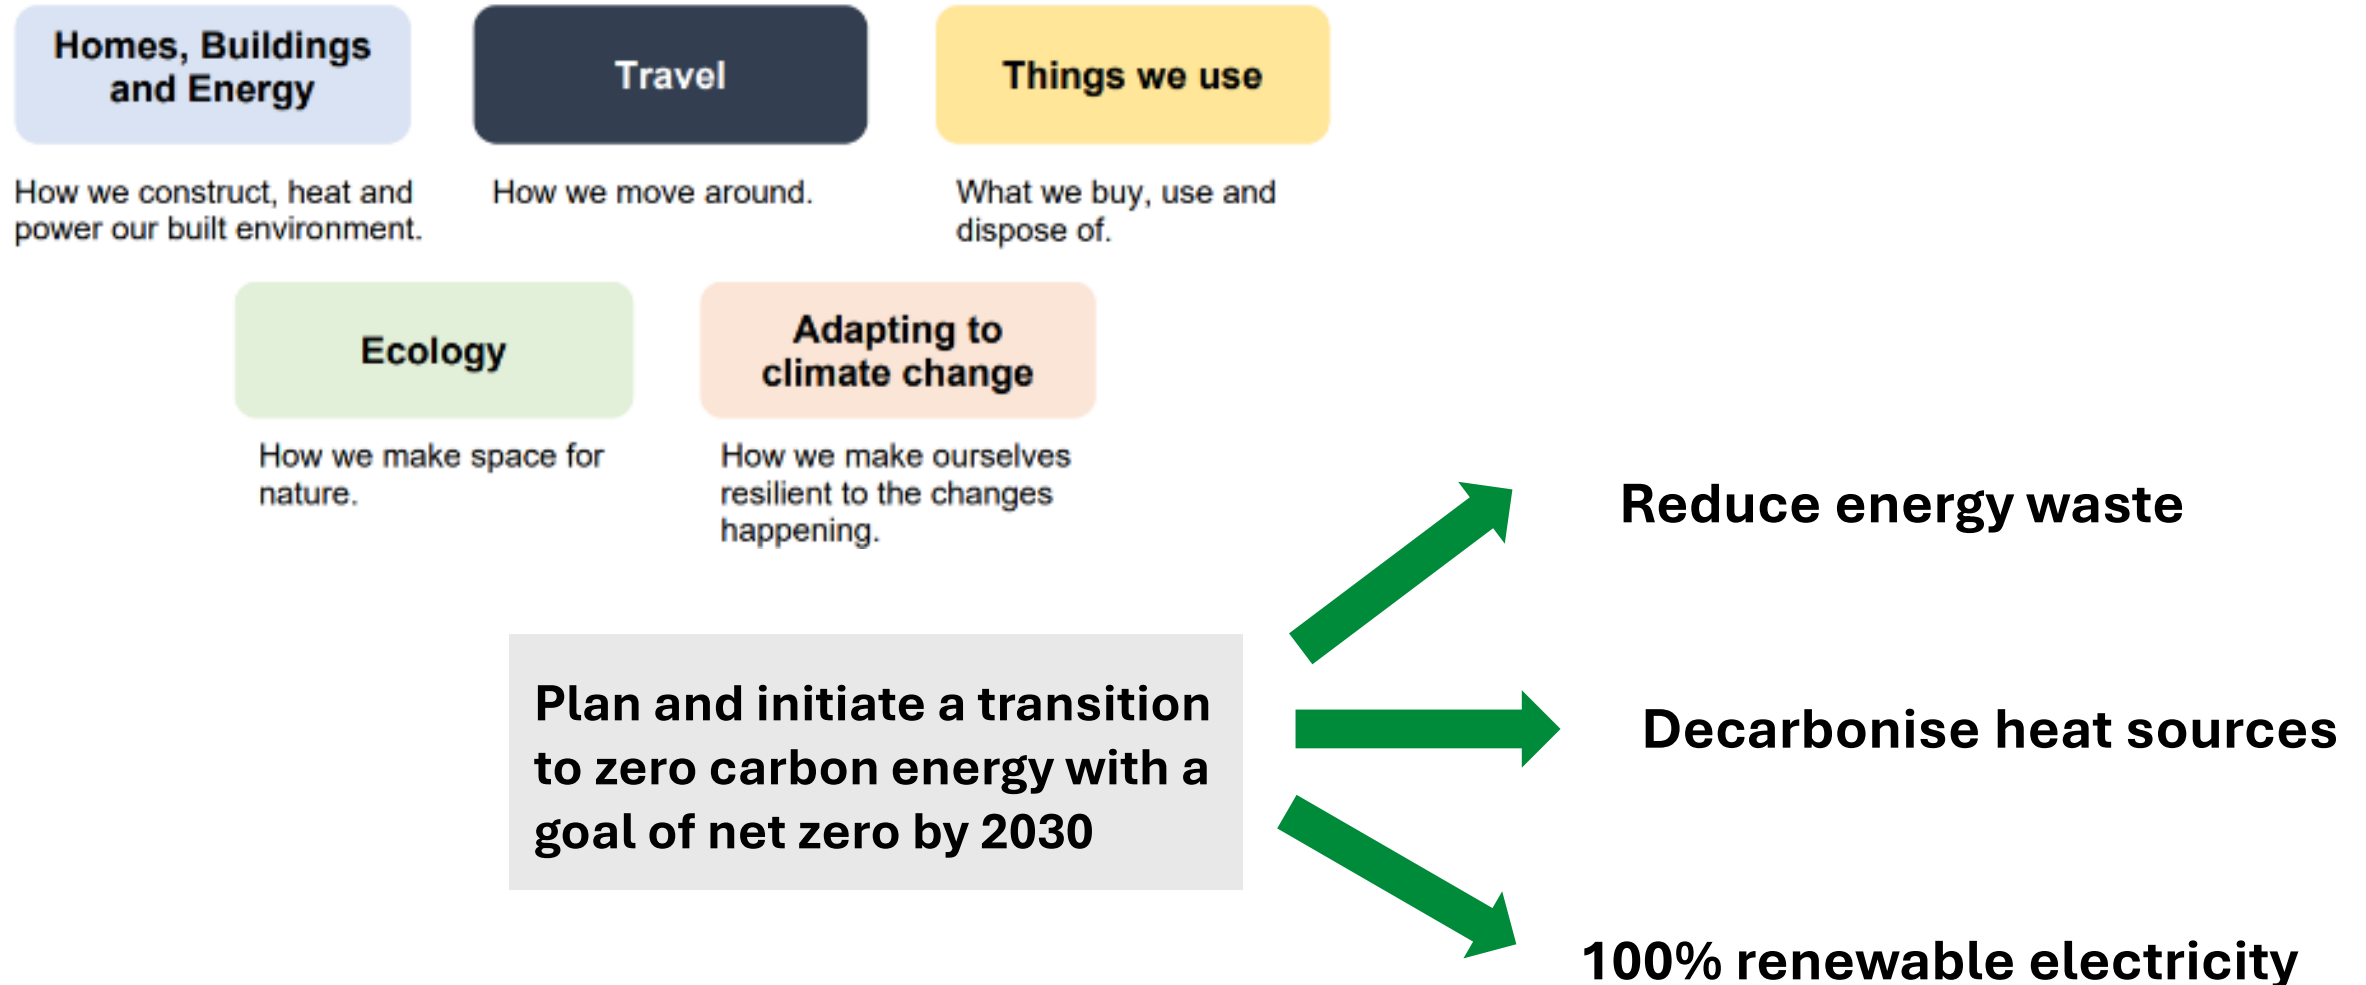 Homes, Buildings
and Energy
Travel
Things we use
How we construct, heat and
power our built environment.
How we move around.
What we buy, use and
dispose of.
Ecology
Adapting to
climate change
How we make space for
nature.
How we make ourselves
resilient to the changes
happening.
Plan and initiate a transition
to zero carbon energy with a
goal of net zero by 2030
Reduce energy waste
Decarbonise heat sources
100% renewable electricity